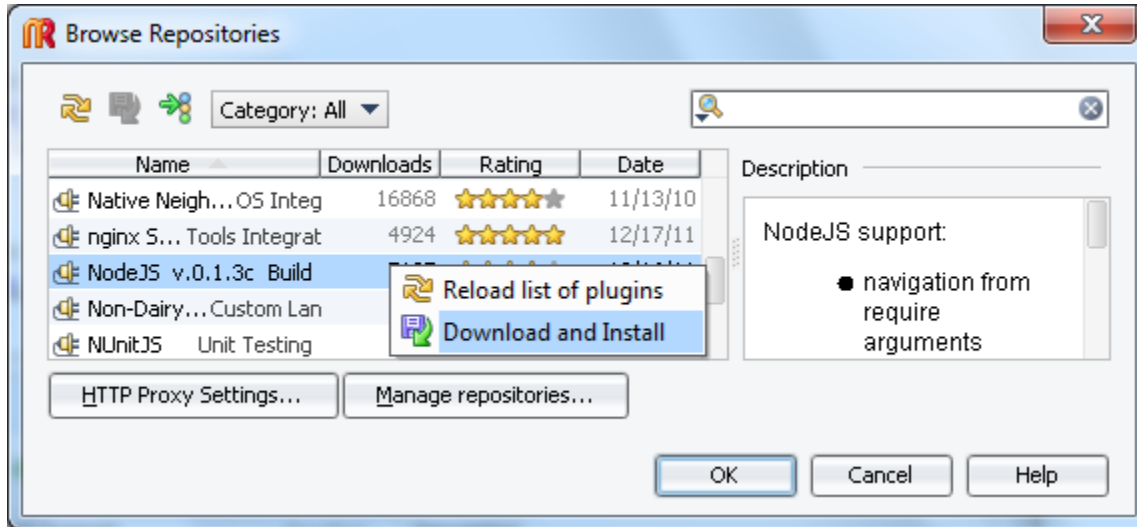 Browse Repositories
Category: All
Name Downloads Rating Date
Native Neigh... OS Integ 16868 11/13/10
nginx S... Tools Integrat 4924 12/17/11
NodeJS v.0.1.3c Build
Non-Dairy... Custom Lan
NUnitJS Unit Testing
Reload list of plugins
Download and Install
Description
NodeJS support:
● navigation from
require
arguments
HTTP Proxy Settings...
Manage repositories...
OK Cancel Help